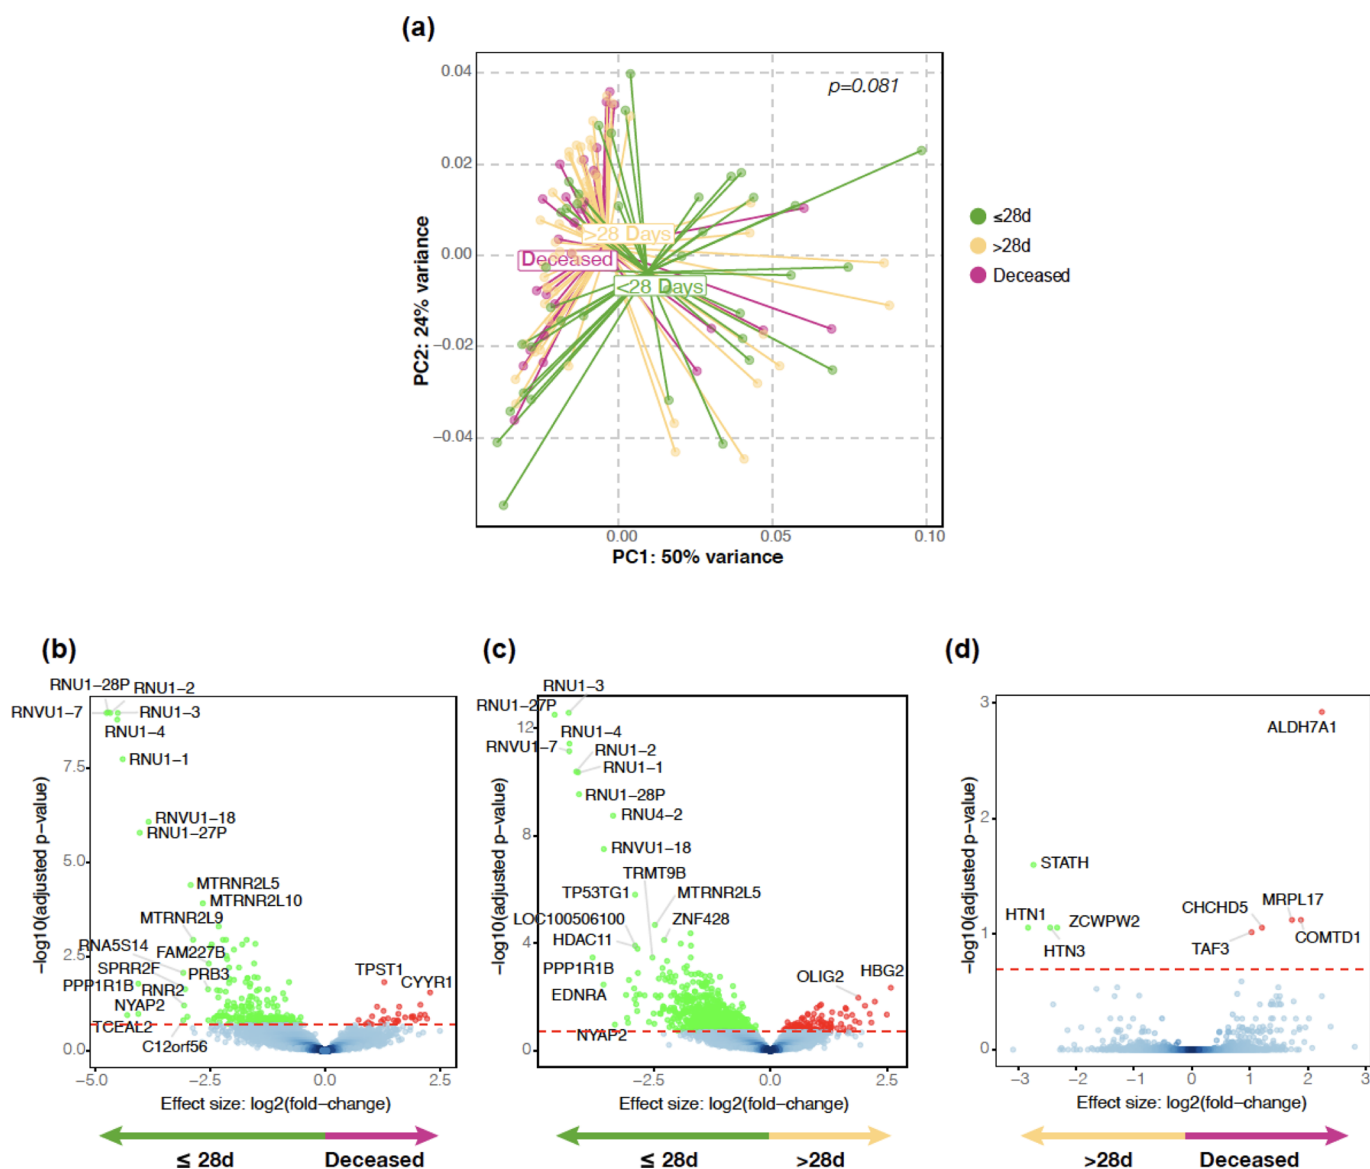 (a)
p=0.081
0.04
0.02
0.00
−0.02
−0.04
PC2: 24% variance
>28 Days
Deceased
<28 Days
0.00 0.05 0.10
PC1: 50% variance
≤28d
>28d
Deceased
(b)
RNU1−28P RNU1−2
RNVU1−7 RNU1−3
RNU1−4
RNU1−1
RNVU1−18
RNU1−27P
MTRNR2L5
MTRNR2L10
MTRNR2L9
RNA5S14 FAM227B
SPRR2F PRB3
PPP1R1B RNR2
NYAP2
TCEAL2
C12orf56
TPST1
CYYR1
7.5
5.0
2.5
0.0
−log10(adjusted p−value)
−5.0 −2.5 0.0 2.5
Effect size: log2(fold−change)
≤ 28d Deceased
(c)
RNU1−3
RNU1−27P
RNU1−4
RNVU1−7 RNU1−2
RNU1−1
RNU1−28P
RNU4−2
RNVU1−18
TRMT9B
TP53TG1 MTRNR2L5
LOC100506100 ZNF428
HDAC11
PPP1R1B
EDNRA
NYAP2
OLIG2 HBG2
12
8
4
0
−log10(adjusted p−value)
−2.5 0.0 2.5
Effect size: log2(fold−change)
≤ 28d >28d
(d)
ALDH7A1
STATH
HTN1 ZCWPW2
HTN3
CHCHD5 MRPL17
TAF3 COMTD1
3
2
1
0
−log10(adjusted p−value)
−3 −2 −1 0 1 2 3
Effect size: log2(fold−change)
>28d Deceased